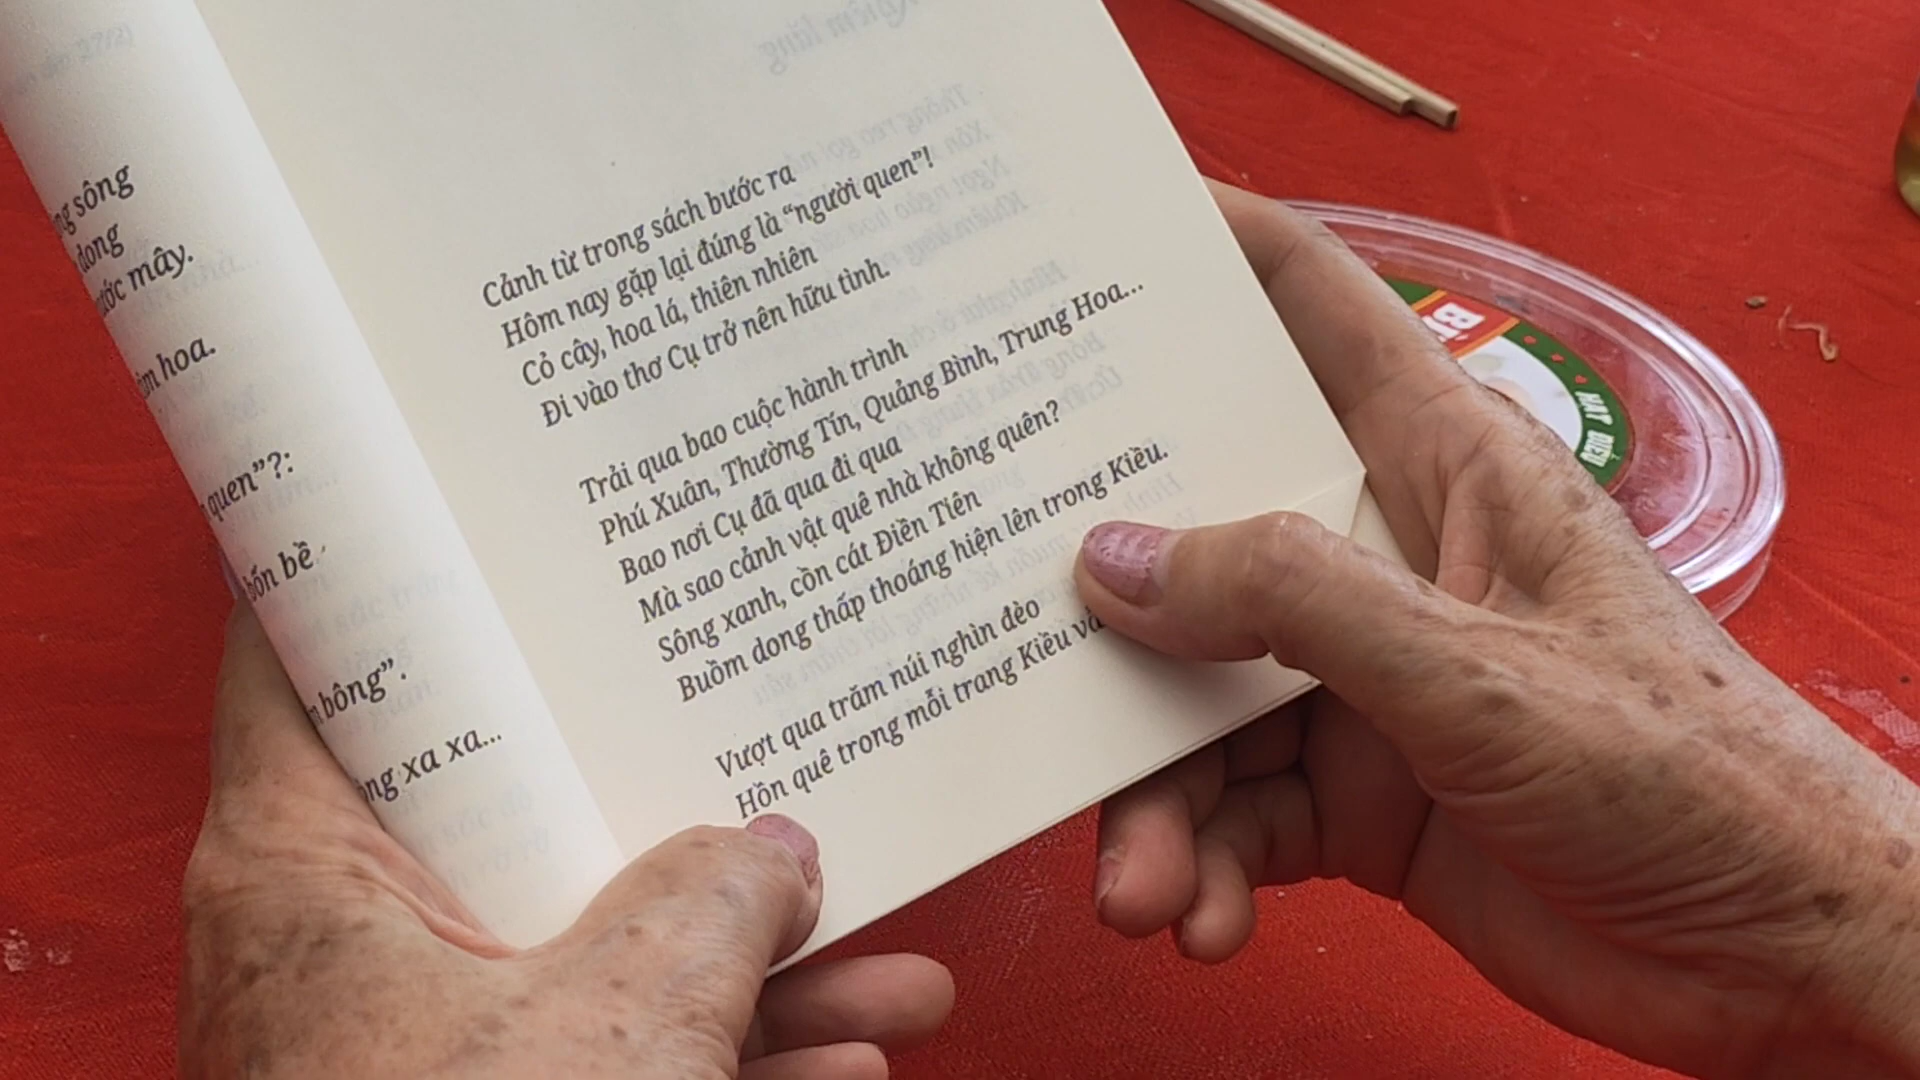 sông
dong
mây.
hoa.
quen”?:
bốn bề
bông”.
xa xa...
Cảnh từ trong sách bước ra
Hôm nay gặp lại đúng là “người quen”!
Cỏ cây, hoa lá, thiên nhiên
Đi vào thơ Cụ trở nên hữu tình.
Trải qua bao cuộc hành trình
Phú Xuân, Thường Tín, Quảng Bình, Trung Hoa...
Bao nơi Cụ đã qua đi qua
Mà sao cảnh vật quê nhà không quên?
Sông xanh, cồn cát Điền Tiên
Buồm dong thấp thoáng hiện lên trong Kiều.
Vượt qua trăm núi nghìn đèo
Hồn quê trong mỗi trang Kiều
HẠT ĐIỀU